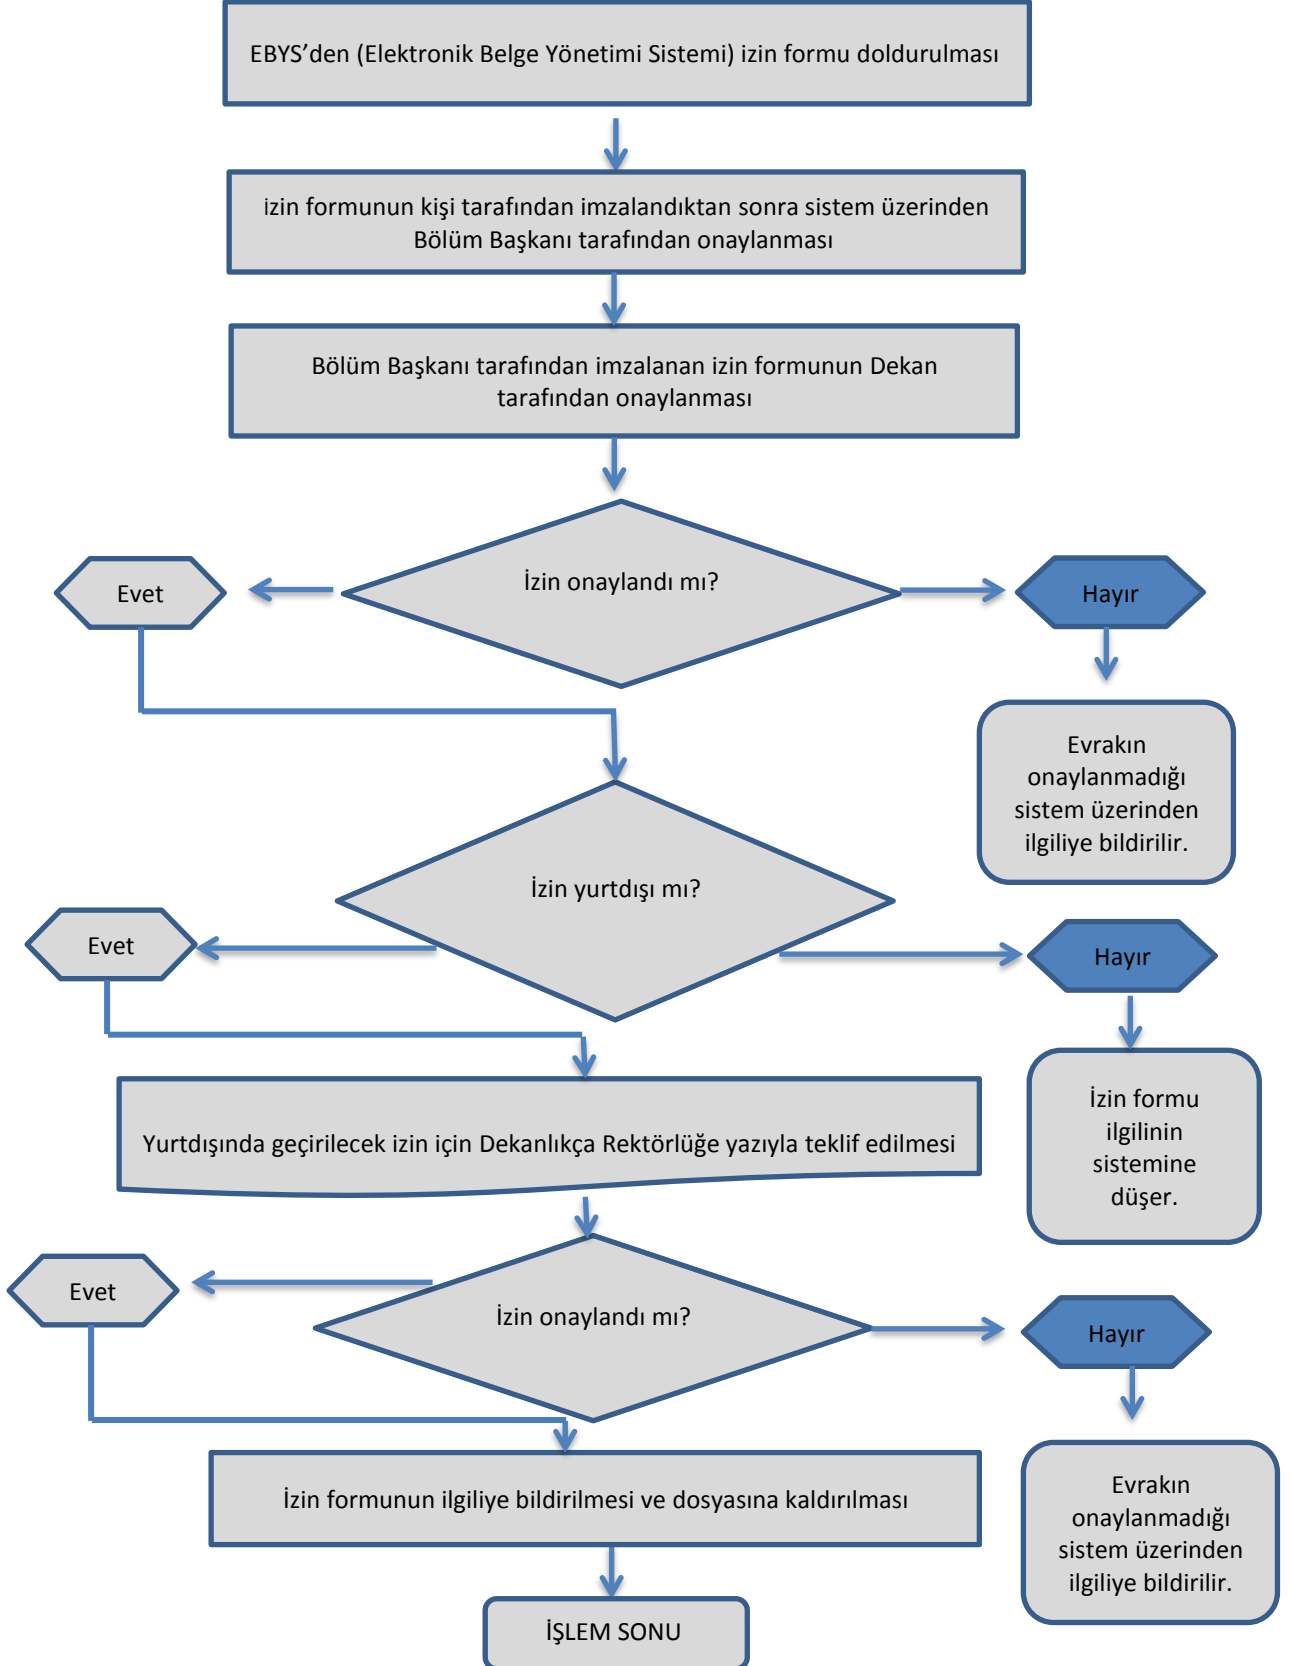 EBYS’den (Elektronik Belge Yönetimi Sistemi) izin formu doldurulması
izin formunun kişi tarafından imzalandıktan sonra sistem üzerinden
Bölüm Başkanı tarafından onaylanması
Bölüm Başkanı tarafından imzalanan izin formunun Dekan
tarafından onaylanması
İzin onaylandı mı?
Evet
Hayır
Evrakın
onaylanmadığı
sistem üzerinden
ilgiliye bildirilir.
İzin yurtdışı mı?
Evet
Hayır
İzin formu
ilgilinin
sistemine
düşer.
Yurtdışında geçirilecek izin için Dekanlıkça Rektörlüğe yazıyla teklif edilmesi
İzin onaylandı mı?
Evet
Hayır
Evrakın
onaylanmadığı
sistem üzerinden
ilgiliye bildirilir.
İzin formunun ilgiliye bildirilmesi ve dosyasına kaldırılması
İŞLEM SONU